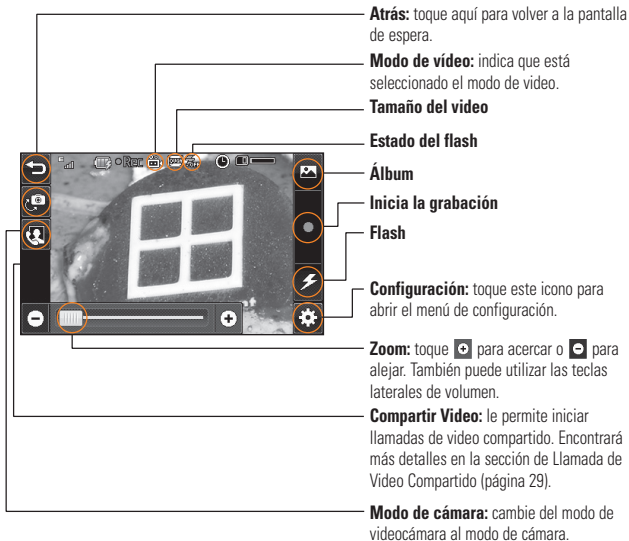 Atrás: toque aquí para volver a la pantalla
de espera.
Modo de vídeo: indica que está
seleccionado el modo de video.
Tamaño del video
Estado del flash
Álbum
Inicia la grabación
Flash
Configuración: toque este icono para
abrir el menú de configuración.
Zoom: toque + para acercar o - para
alejar. También puede utilizar las teclas
laterales de volumen.
Compartir Video: le permite iniciar
llamadas de video compartido. Encontrará
más detalles en la sección de Llamada de
Video Compartido (página 29).
Modo de cámara: cambie del modo de
videocámara al modo de cámara.
Rec